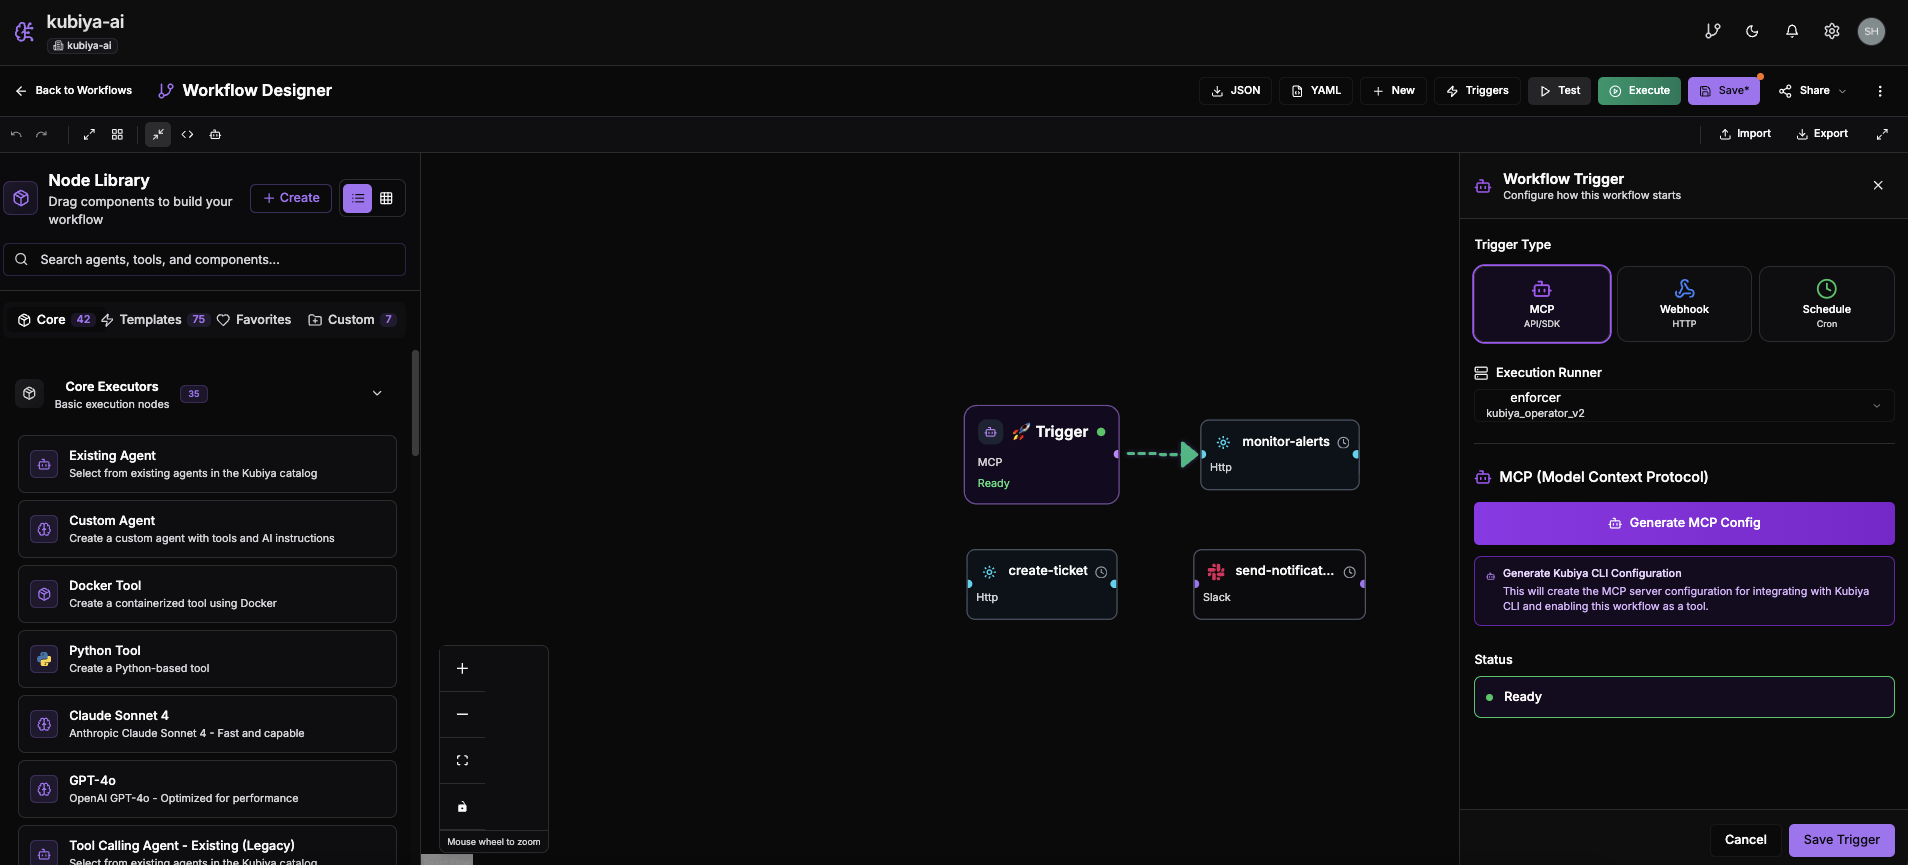 kubiya-ai
kubiya-ai
SH
Back to Workflows
Workflow Designer
JSON
YAML
New
Triggers
Test
Execute
Save*
Share
Import
Export
Node Library
Drag components to build your
workflow
Create
Search agents, tools, and components...
Core 42
Templates 75
Favorites
Custom 7
Core Executors
Basic execution nodes
35
Existing Agent
Select from existing agents in the Kubiya catalog
Custom Agent
Create a custom agent with tools and AI instructions
Docker Tool
Create a containerized tool using Docker
Python Tool
Create a Python-based tool
Claude Sonnet 4
Anthropic Claude Sonnet 4 - Fast and capable
GPT-4o
OpenAI GPT-4o - Optimized for performance
Tool Calling Agent - Existing (Legacy)
Select from existing agents in the Kubiya catalog
Mouse wheel to zoom
🚀 Trigger
MCP
Ready
monitor-alerts
Http
create-ticket
Http
send-notificat...
Slack
Workflow Trigger
Configure how this workflow starts
Trigger Type
MCP
API/SDK
Webhook
HTTP
Schedule
Cron
Execution Runner
enforcer
kubiya_operator_v2
MCP (Model Context Protocol)
Generate MCP Config
Generate Kubiya CLI Configuration
This will create the MCP server configuration for integrating with Kubiya
CLI and enabling this workflow as a tool.
Status
Ready
Cancel
Save Trigger